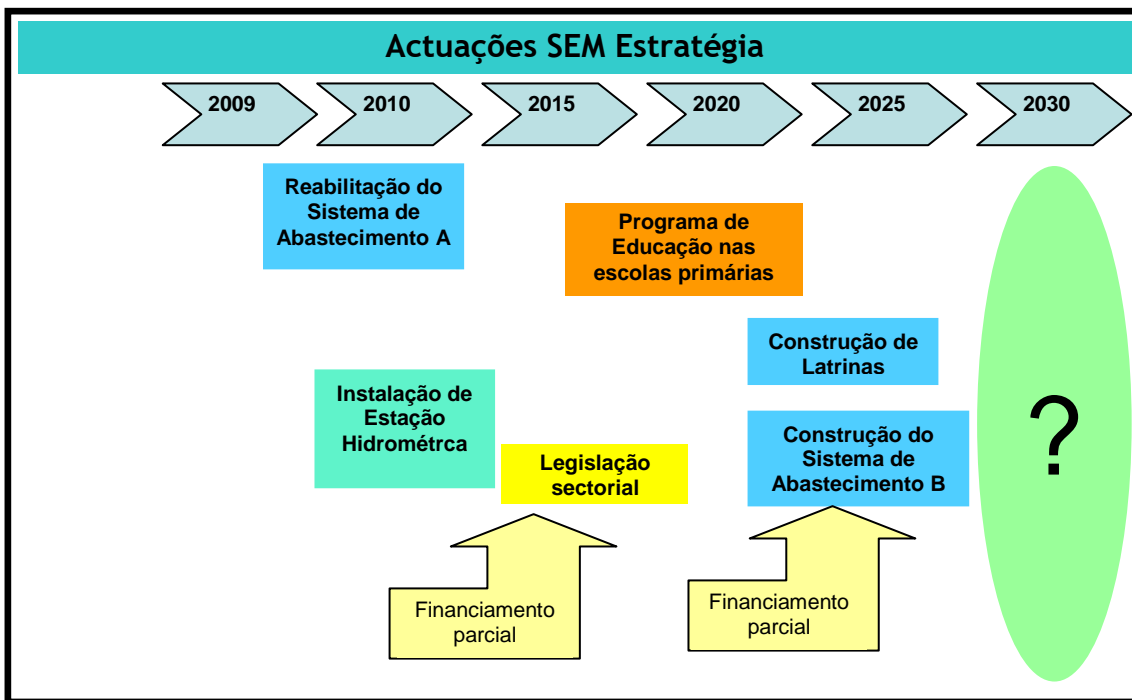 Actuações SEM Estratégia
2009
2010
2015
2020
2025
2030
Reabilitação do
Sistema de
Abastecimento A
Programa de
Educação nas
escolas primárias
Construção de
Latrinas
Instalação de
Estação
Hidrométrca
Legislação
sectorial
Construção do
Sistema de
Abastecimento B
?
Financiamento
parcial
Financiamento
parcial